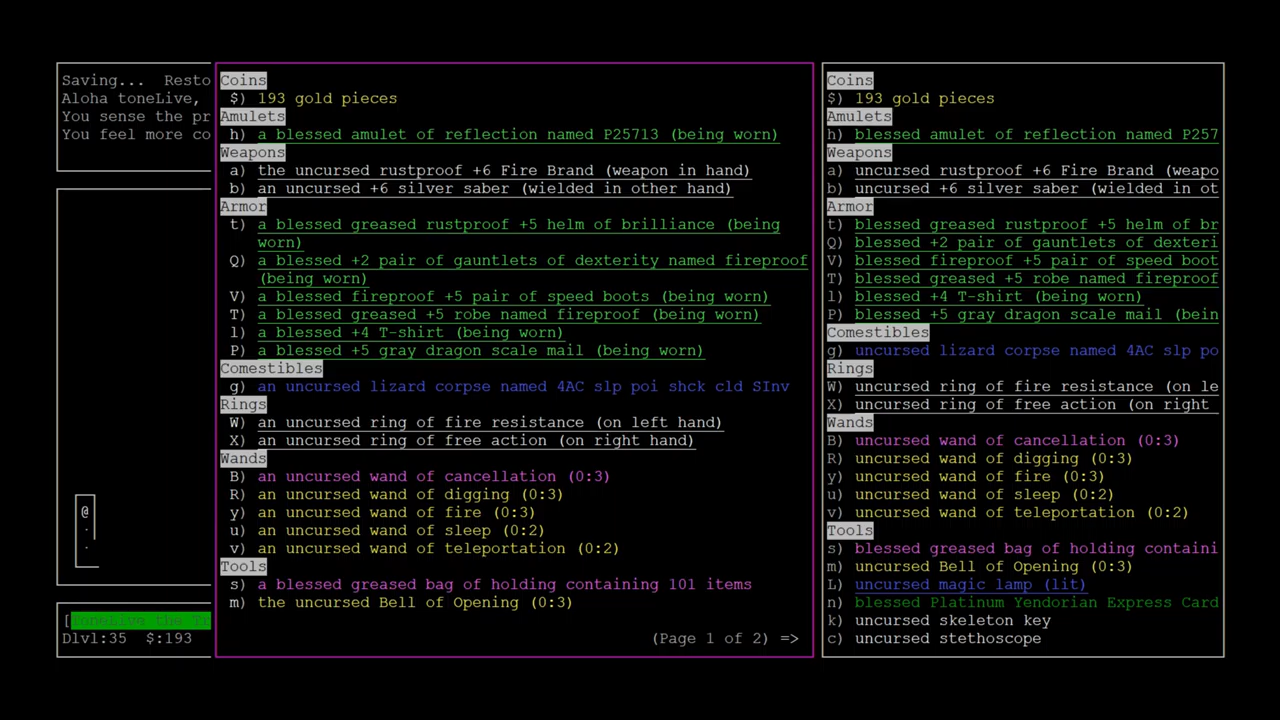 Saving...  Resto
Aloha toneLive,
You sense the pr
You feel more co
@
[ToneLive the Tr
Dlvl:35  $:193
Coins
$) 193 gold pieces
Amulets
h) a blessed amulet of reflection named P25713 (being worn)
Weapons
a) the uncursed rustproof +6 Fire Brand (weapon in hand)
b) an uncursed +6 silver saber (wielded in other hand)
Armor
t) a blessed greased rustproof +5 helm of brilliance (being
worn)
Q) a blessed +2 pair of gauntlets of dexterity named fireproof
(being worn)
V) a blessed fireproof +5 pair of speed boots (being worn)
T) a blessed greased +5 robe named fireproof (being worn)
l) a blessed +4 T-shirt (being worn)
P) a blessed +5 gray dragon scale mail (being worn)
Comestibles
g) an uncursed lizard corpse named 4AC slp poi shck cld SInv
Rings
W) an uncursed ring of fire resistance (on left hand)
X) an uncursed ring of free action (on right hand)
Wands
B) an uncursed wand of cancellation (0:3)
R) an uncursed wand of digging (0:3)
y) an uncursed wand of fire (0:3)
u) an uncursed wand of sleep (0:2)
v) an uncursed wand of teleportation (0:2)
Tools
s) a blessed greased bag of holding containing 101 items
m) the uncursed Bell of Opening (0:3)
(Page 1 of 2) =>
Coins
$) 193 gold pieces
Amulets
h) blessed amulet of reflection named P257
Weapons
a) uncursed rustproof +6 Fire Brand (weapo
b) uncursed +6 silver saber (wielded in ot
Armor
t) blessed greased rustproof +5 helm of br
Q) blessed +2 pair of gauntlets of dexteri
V) blessed fireproof +5 pair of speed boot
T) blessed greased +5 robe named fireproof
l) blessed +4 T-shirt (being worn)
P) blessed +5 gray dragon scale mail (bein
Comestibles
g) uncursed lizard corpse named 4AC slp po
Rings
W) uncursed ring of fire resistance (on le
X) uncursed ring of free action (on right
Wands
B) uncursed wand of cancellation (0:3)
R) uncursed wand of digging (0:3)
y) uncursed wand of fire (0:3)
u) uncursed wand of sleep (0:2)
v) uncursed wand of teleportation (0:2)
Tools
s) blessed greased bag of holding containi
m) uncursed Bell of Opening (0:3)
L) uncursed magic lamp (lit)
n) blessed Platinum Yendorian Express Card
k) uncursed skeleton key
c) uncursed stethoscope